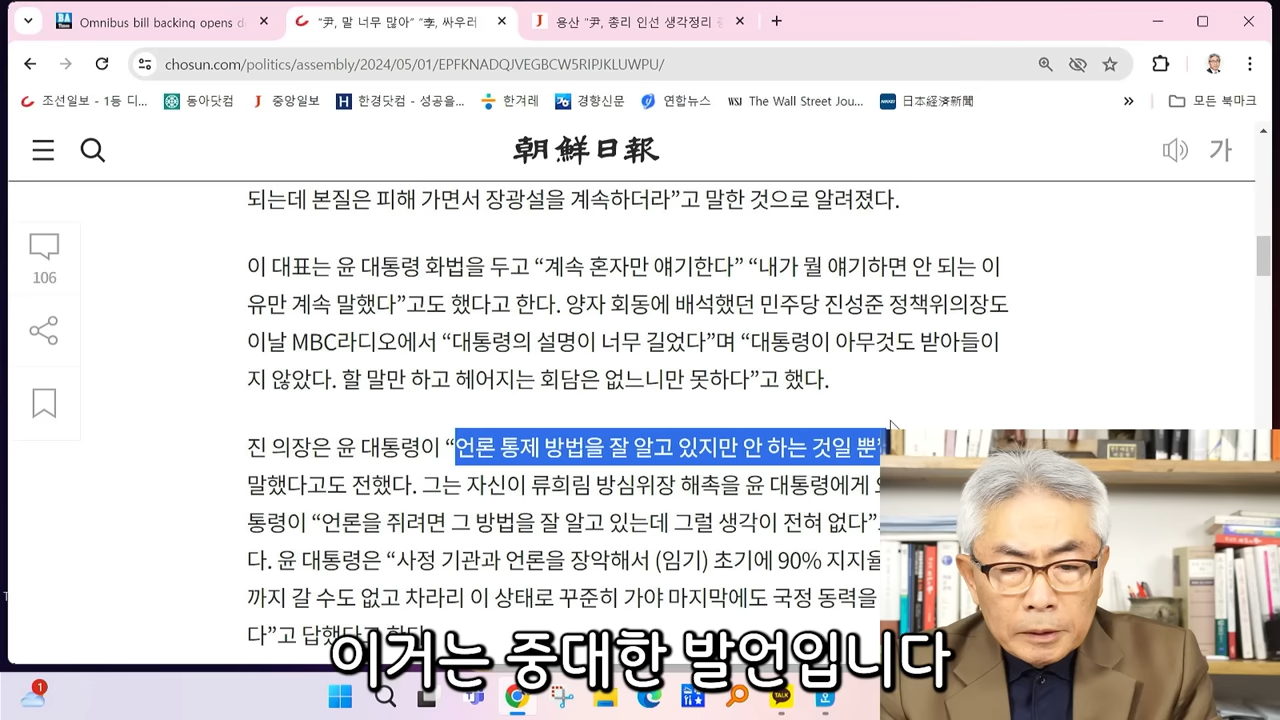 Omnibus bill backing opens d
“尹, 말 너무 많아” “李, 싸우러
용산 “尹, 총리 인선 생각정리
chosun.com/politics/assembly/2024/05/01/EPFKNADQJVEGBCW5RIPJKLUWPU/
조선일보 - 1등 디... 동아닷컴 중앙일보 한경닷컴 - 성공을... 한겨레 경향신문 연합뉴스 WSJ The Wall Street Jou... 日本経済新聞 모든 북마크
朝鮮日報
가
되는데 본질은 피해 가면서 장광설을 계속하더라”고 말한 것으로 알려졌다.
106
이 대표는 윤 대통령 화법을 두고 “계속 혼자만 얘기한다” “내가 뭘 얘기하면 안 되는 이
유만 계속 말했다”고도 했다고 한다. 양자 회동에 배석했던 민주당 진성준 정책위의장도
이날 MBC라디오에서 “대통령의 설명이 너무 길었다”며 “대통령이 아무것도 받아들이
지 않았다. 할 말만 하고 헤어지는 회담은 없느니만 못하다”고 했다.
진 의장은 윤 대통령이 “언론 통제 방법을 잘 알고 있지만 안 하는 것일 뿐”
말했다고도 전했다. 그는 자신이 류희림 방심위장 해촉을 윤 대통령에게
통령이 “언론을 쥐려면 그 방법을 잘 알고 있는데 그럴 생각이 전혀 없다”
다. 윤 대통령은 “사정 기관과 언론을 장악해서 (임기) 초기에 90% 지지율
까지 갈 수도 없고 차라리 이 상태로 꾸준히 가야 마지막에도 국정 동력을
다”고 답했다고 한다.
이거는 중대한 발언입니다
1
TALK